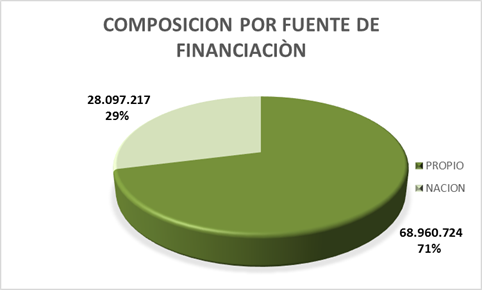 COMPOSICION POR FUENTE DE
FINANCIACIÒN
28.097.217
29%
PROPIO
NACION
68.960.724
71%